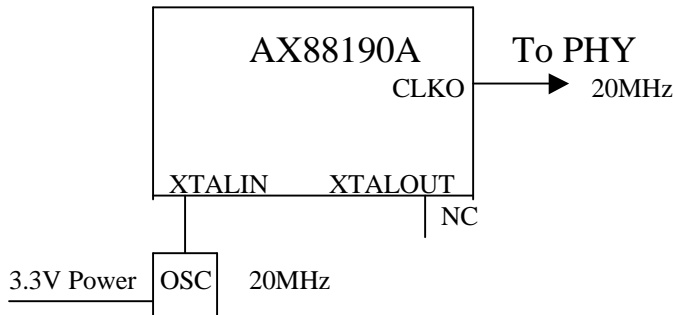 AX88190A To PHY
CLKO 20MHz
XTALIN XTALOUT
NC
3.3V Power OSC 20MHz